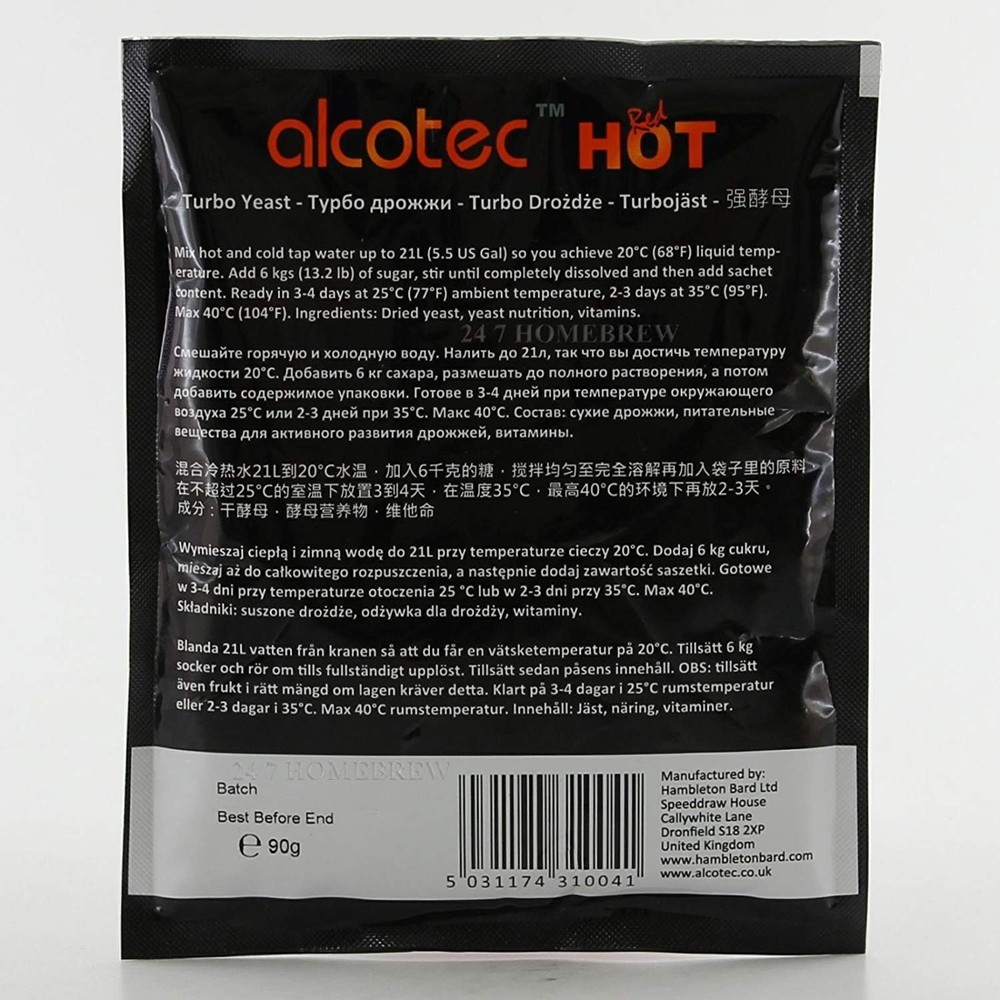 alcotec™ Red HOT
Turbo Yeast - Турбо дрожжи - Turbo Drożdże - Turbojäst - 强酵母
Mix hot and cold tap water up to 21L (5.5 US Gal) so you achieve 20°C (68°F) liquid temp-
erature. Add 6 kgs (13.2 lb) of sugar, stir until completely dissolved and then add sachet
content. Ready in 3-4 days at 25°C (77°F) ambient temperature, 2-3 days at 35°C (95°F).
Max 40°C (104°F). Ingredients: Dried yeast, yeast nutrition, vitamins.
24 7 HOMEBREW
Смешайте горячую и холодную воду. Налить до 21л, так что вы достичь температуру
жидкости 20°C. Добавить 6 кг сахара, размешать до полного растворения, а потом
добавить содержимое упаковки. Готове в 3-4 дней при температуре окружающего
воздуха 25°C или 2-3 дней при 35°C. Макс 40°C. Состав: сухие дрожжи, питательные
вещества для активного развития дрожжей, витамины.
混合冷热水21L到20°C水温，加入6千克的糖，搅拌均匀至完全溶解再加入袋子里的原料
在不超过25°C的室温下放置3到4天，在温度35°C，最高40°C的环境下再放2-3天。
成分：干酵母，酵母营养物，维他命
Wymieszaj ciepłą i zimną wodę do 21L przy temperaturze cieczy 20°C. Dodaj 6 kg cukru,
mieszaj aż do całkowitego rozpuszczenia, a następnie dodaj zawartość saszetki. Gotowe
w 3-4 dni przy temperaturze otoczenia 25 °C lub w 2-3 dni przy 35°C. Max 40°C.
Składniki: suszone drożdże, odżywka dla drożdży, witaminy.
Blanda 21L vatten från kranen så att du får en vätsketemperatur på 20°C. Tillsätt 6 kg
socker och rör om tills fullständigt upplöst. Tillsätt sedan påsens innehåll. OBS: tillsätt
även frukt i rätt mängd om lagen kräver detta. Klart på 3-4 dagar i 25°C rumstemperatur
eller 2-3 dagar i 35°C. Max 40°C rumstemperatur. Innehåll: Jäst, näring, vitaminer.
24 7 HOMEBREW
Batch
Best Before End
℮ 90g
5 031174 310041
Manufactured by:
Hambleton Bard Ltd
Speeddraw House
Callywhite Lane
Dronfield S18 2XP
United Kingdom
www.hambletonbard.com
www.alcotec.co.uk